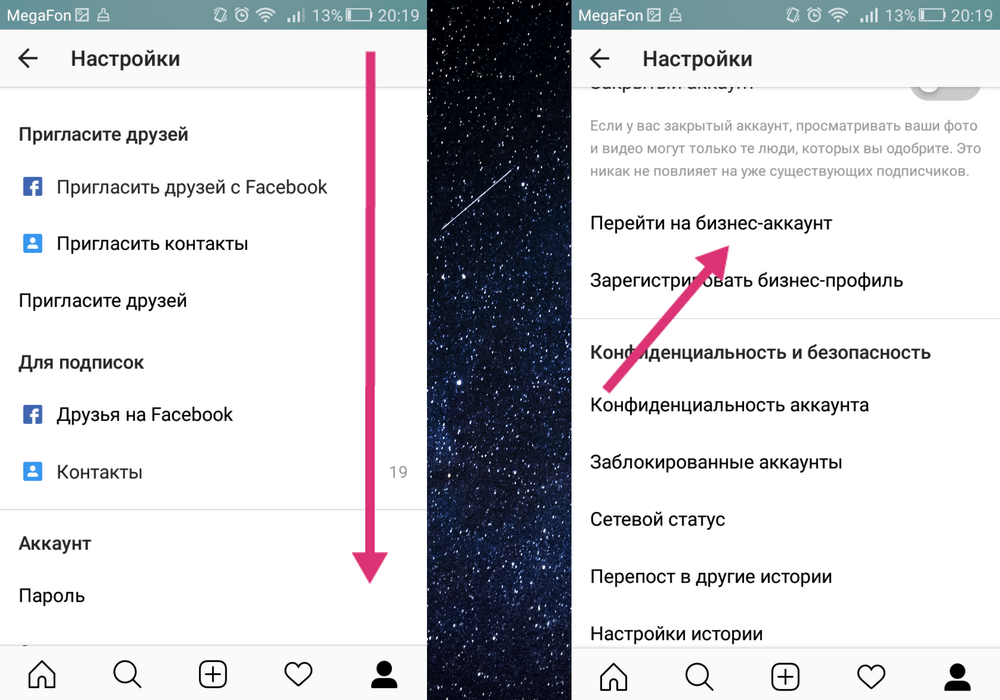 MegaFon 13% 20:19
Настройки
Пригласите друзей
Пригласить друзей с Facebook
Пригласить контакты
Пригласите друзей
Для подписок
Друзья на Facebook
Контакты 19
Аккаунт
Пароль
MegaFon 13% 20:19
Настройки
Закрытый аккаунт
Если у вас закрытый аккаунт, просматривать ваши фото
и видео могут только те люди, которых вы одобрите. Это
никак не повлияет на уже существующих подписчиков.
Перейти на бизнес-аккаунт
Зарегистрировать бизнес-профиль
Конфиденциальность и безопасность
Конфиденциальность аккаунта
Заблокированные аккаунты
Сетевой статус
Перепост в другие истории
Настройки истории